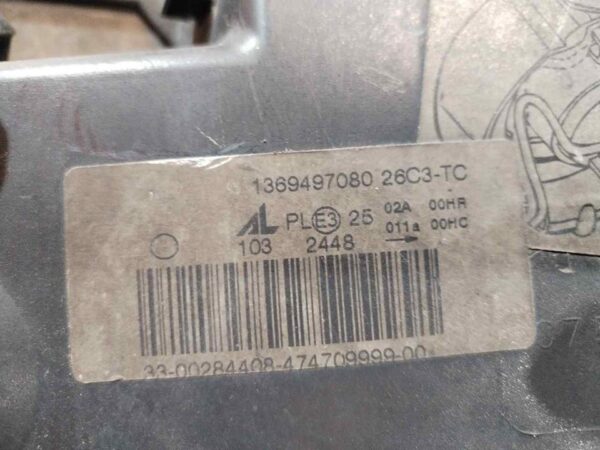 1369497080 26C3-TC
AL PL E3 25 02A 00HR
011a 00HC
103 2448
33-00284408-474709999-00